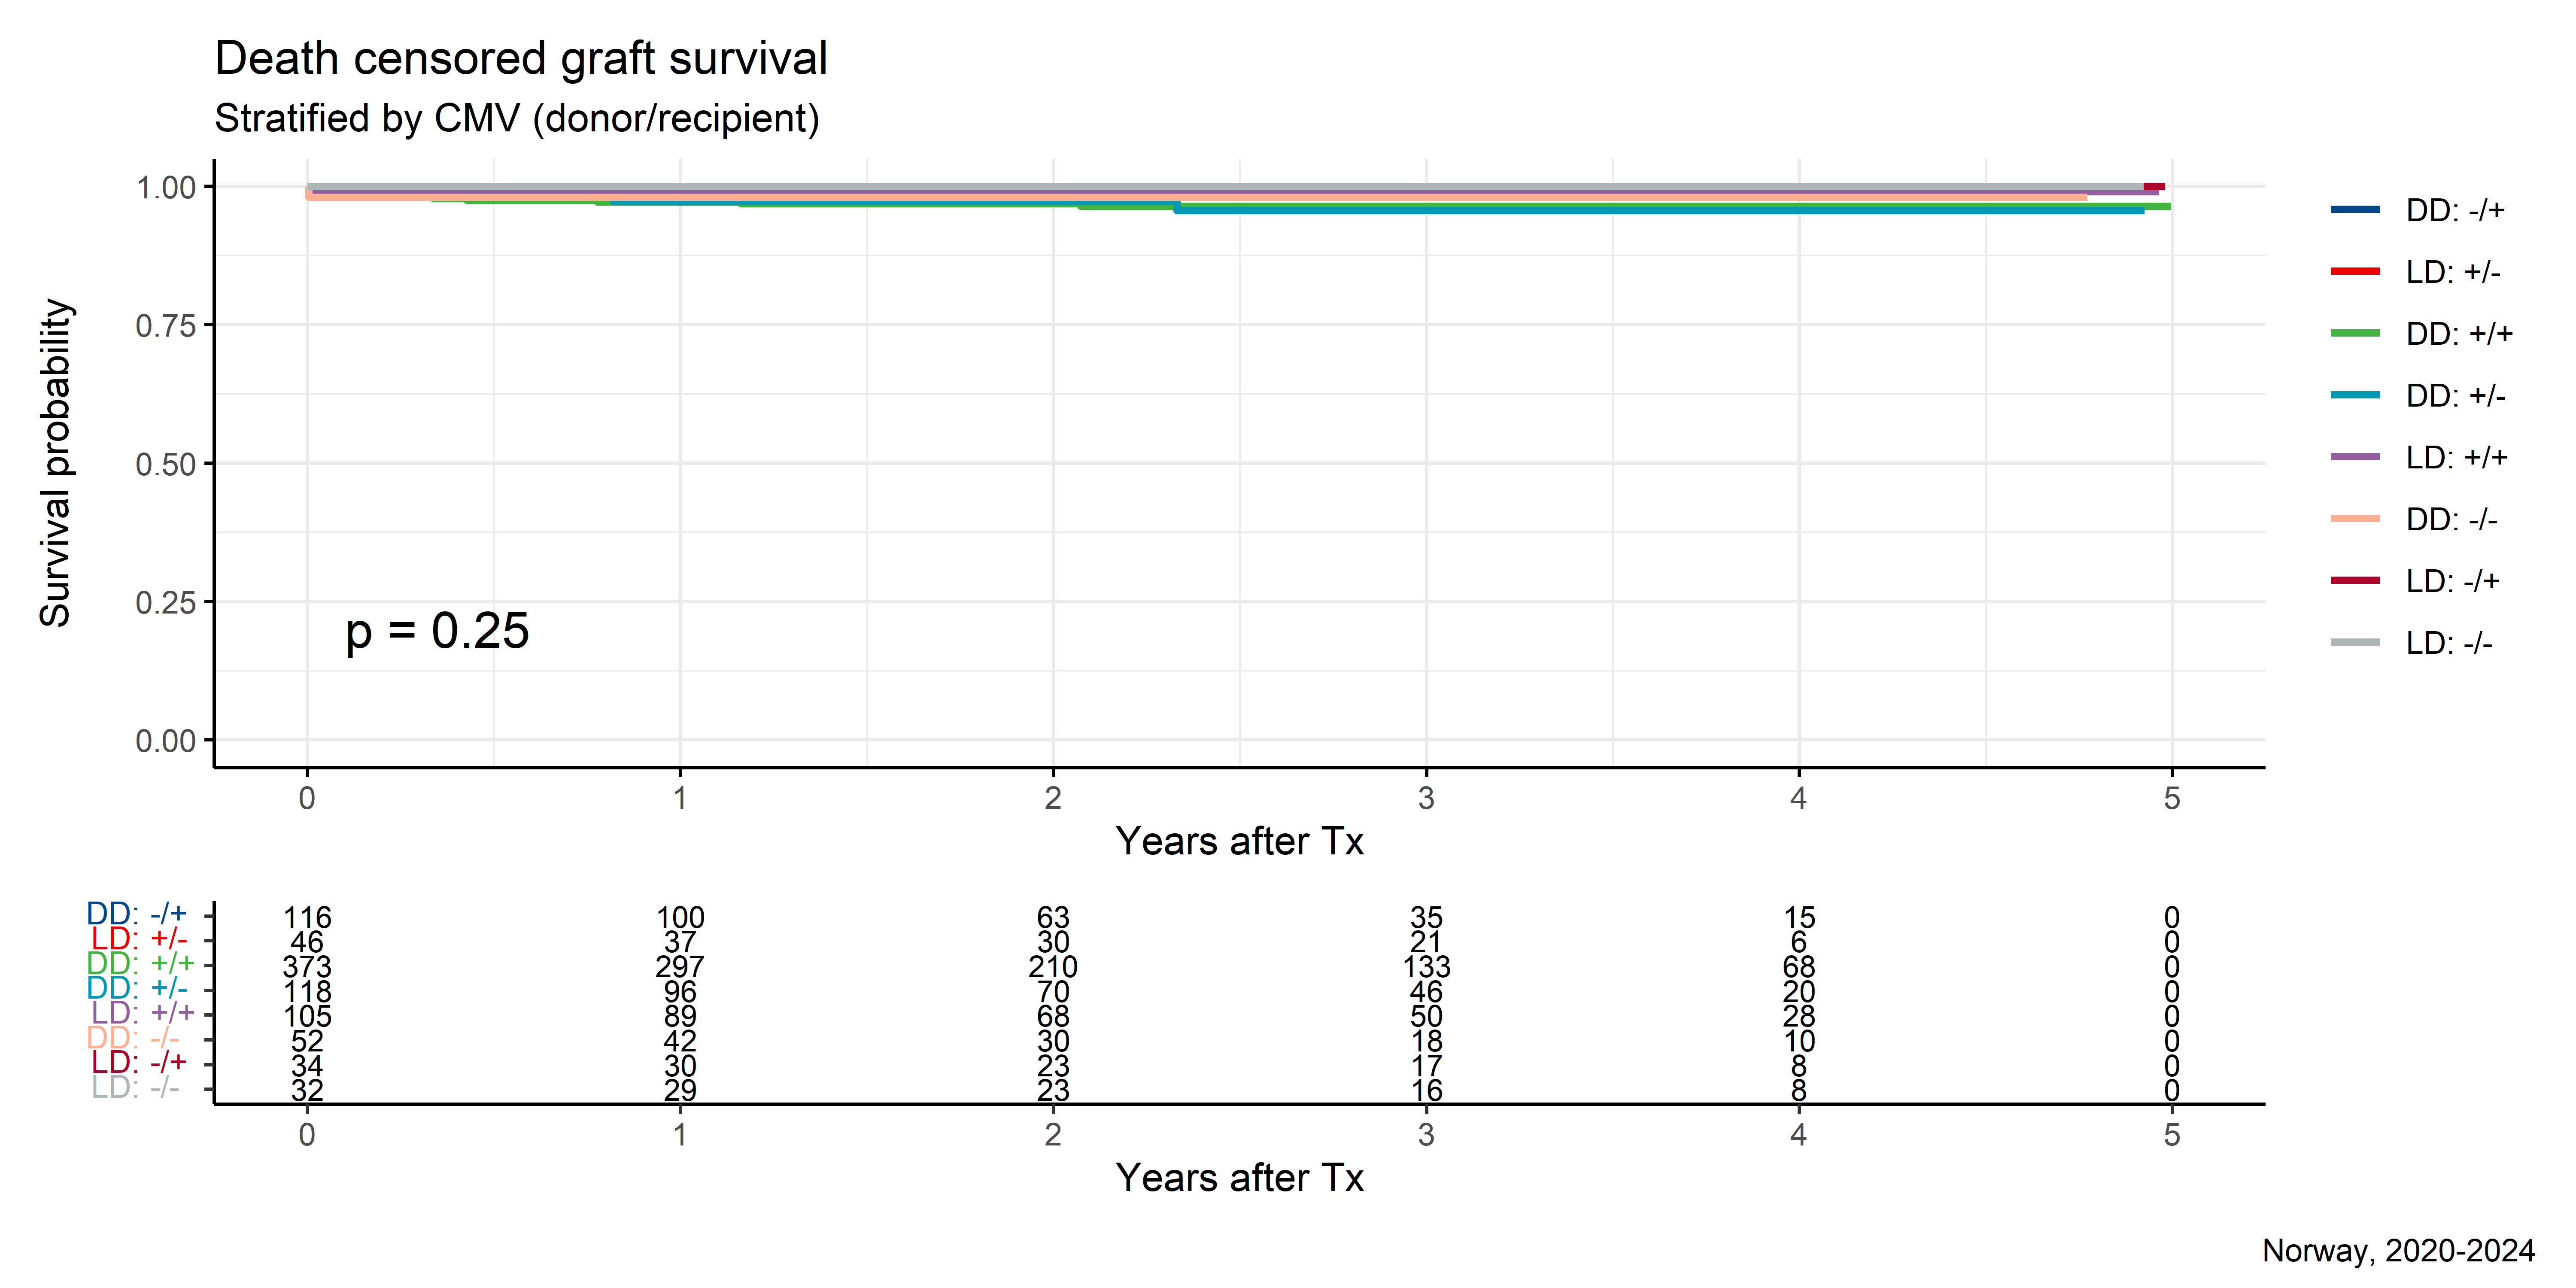 Death censored graft survival
Stratified by CMV (donor/recipient)
Survival probability
1.00
0.75
0.50
0.25
0.00
p = 0.25
0 1 2 3 4 5
Years after Tx
DD: -/+
LD: +/-
DD: +/+
DD: +/-
LD: +/+
DD: -/-
LD: -/+
LD: -/-
DD: -/+ 116 100 63 35 15 0
LD: +/- 46 37 30 21 6 0
DD: +/+ 373 297 210 133 68 0
DD: +/- 118 96 70 46 20 0
LD: +/+ 105 89 68 50 28 0
DD: -/- 52 42 30 18 10 0
LD: -/+ 34 30 23 17 8 0
LD: -/- 32 29 23 16 8 0
0 1 2 3 4 5
Years after Tx
Norway, 2020-2024